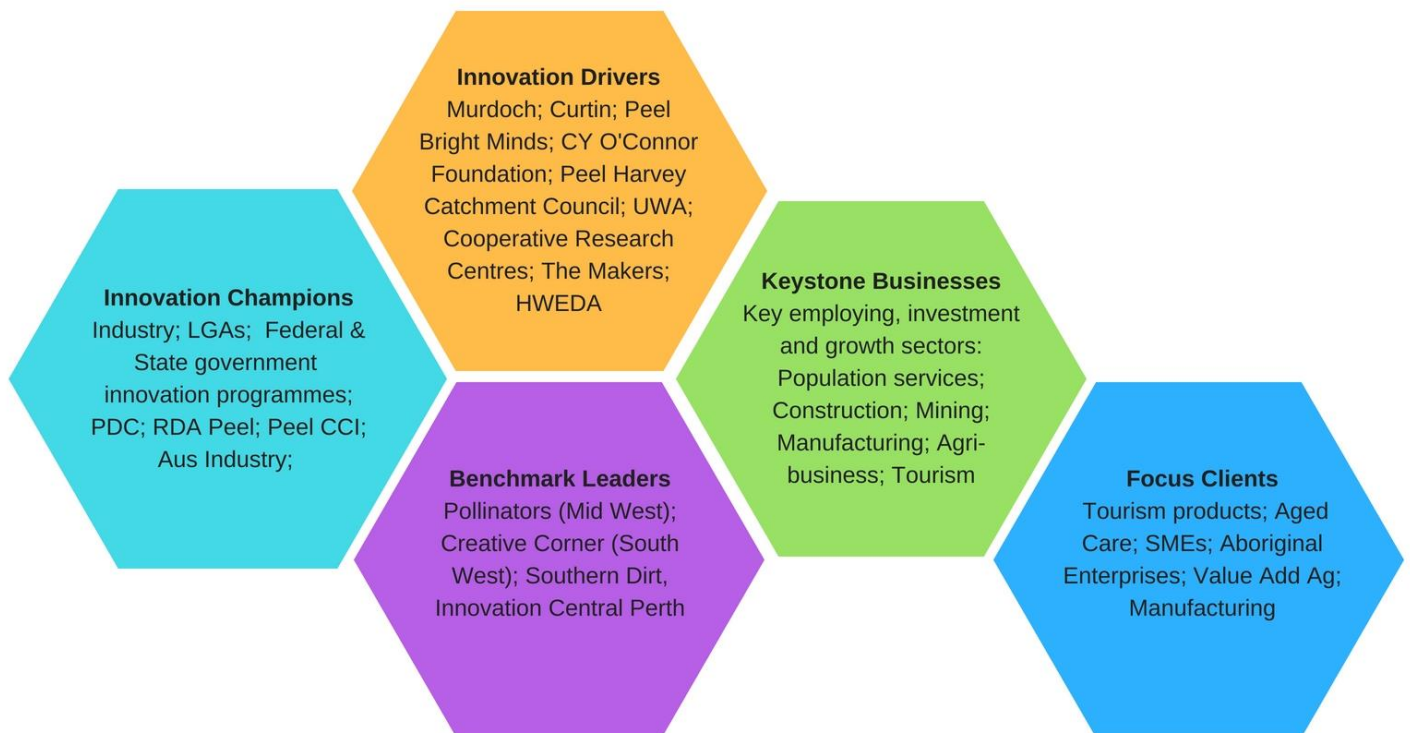 Innovation Drivers
Murdoch; Curtin; Peel
Bright Minds; CY O'Connor
Foundation; Peel Harvey
Catchment Council; UWA;
Cooperative Research
Centres; The Makers;
HWEDA
Innovation Champions
Industry; LGAs;  Federal &
State government
innovation programmes;
PDC; RDA Peel; Peel CCI;
Aus Industry;
Keystone Businesses
Key employing, investment
and growth sectors:
Population services;
Construction; Mining;
Manufacturing; Agri-
business; Tourism
Benchmark Leaders
Pollinators (Mid West);
Creative Corner (South
West); Southern Dirt,
Innovation Central Perth
Focus Clients
Tourism products; Aged
Care; SMEs; Aboriginal
Enterprises; Value Add Ag;
Manufacturing